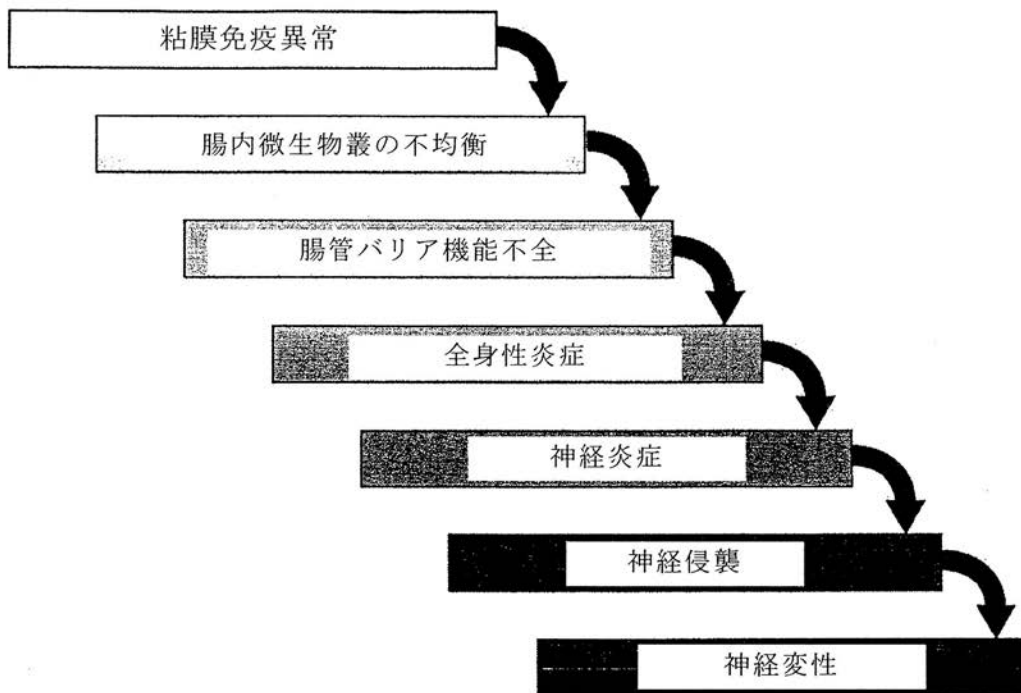 粘膜免疫異常
腸内微生物叢の不均衡
腸管バリア機能不全
全身性炎症
神経炎症
神経侵襲
神経変性